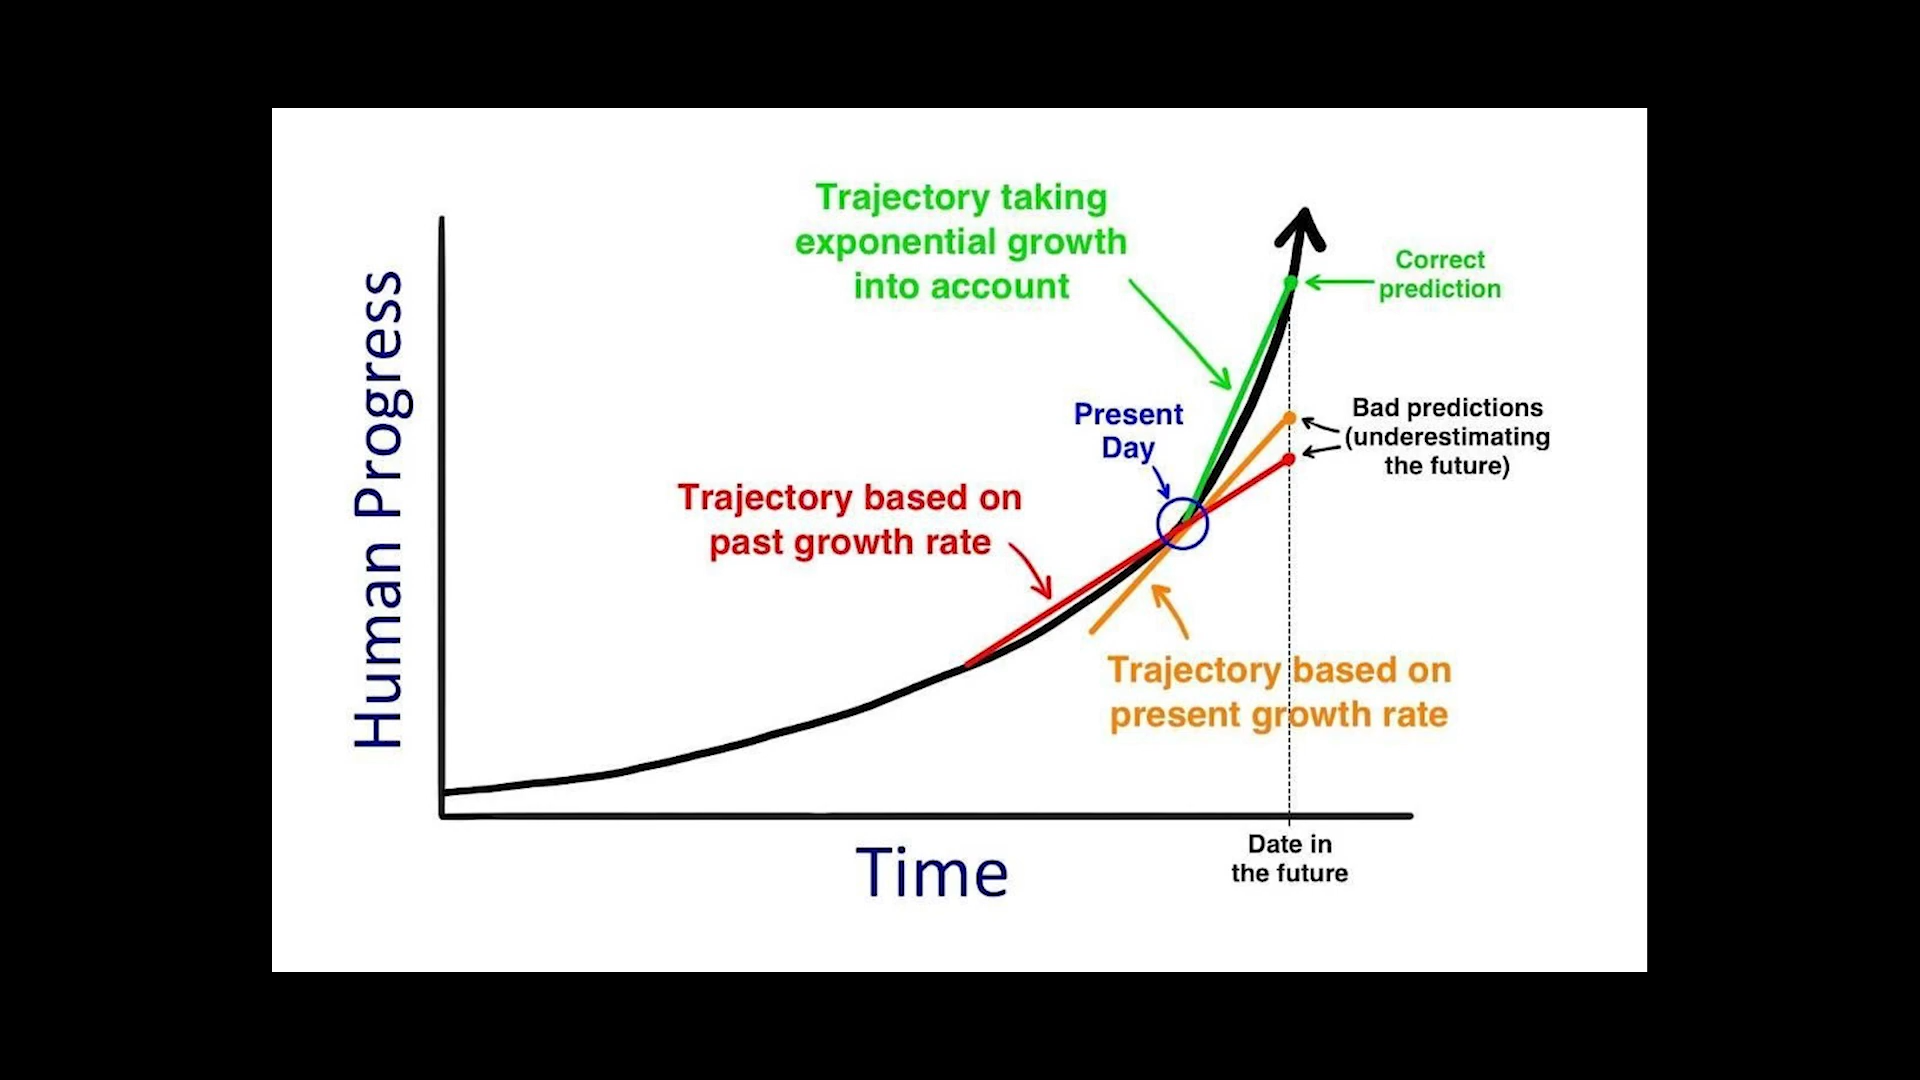 Trajectory taking
exponential growth
into account
Correct
prediction
Present
Day
Bad predictions
(underestimating
the future)
Trajectory based on
past growth rate
Trajectory based on
present growth rate
Human Progress
Time
Date in
the future